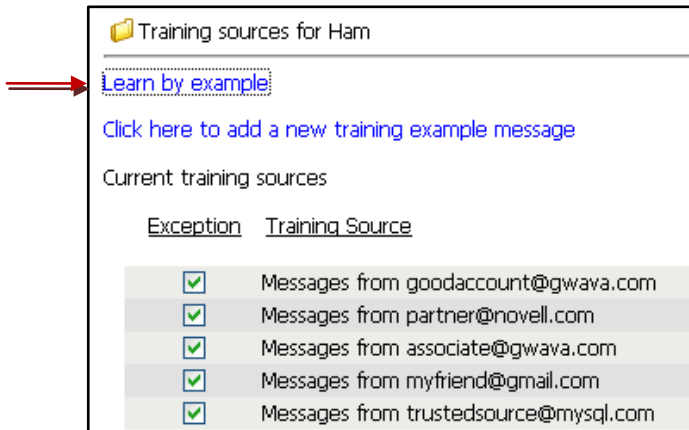 Training sources for Ham
Learn by example
Click here to add a new training example message
Current training sources
Exception Training Source
Messages from goodaccount@gwava.com
Messages from partner@novell.com
Messages from associate@gwava.com
Messages from myfriend@gmail.com
Messages from trustedsource@mysql.com